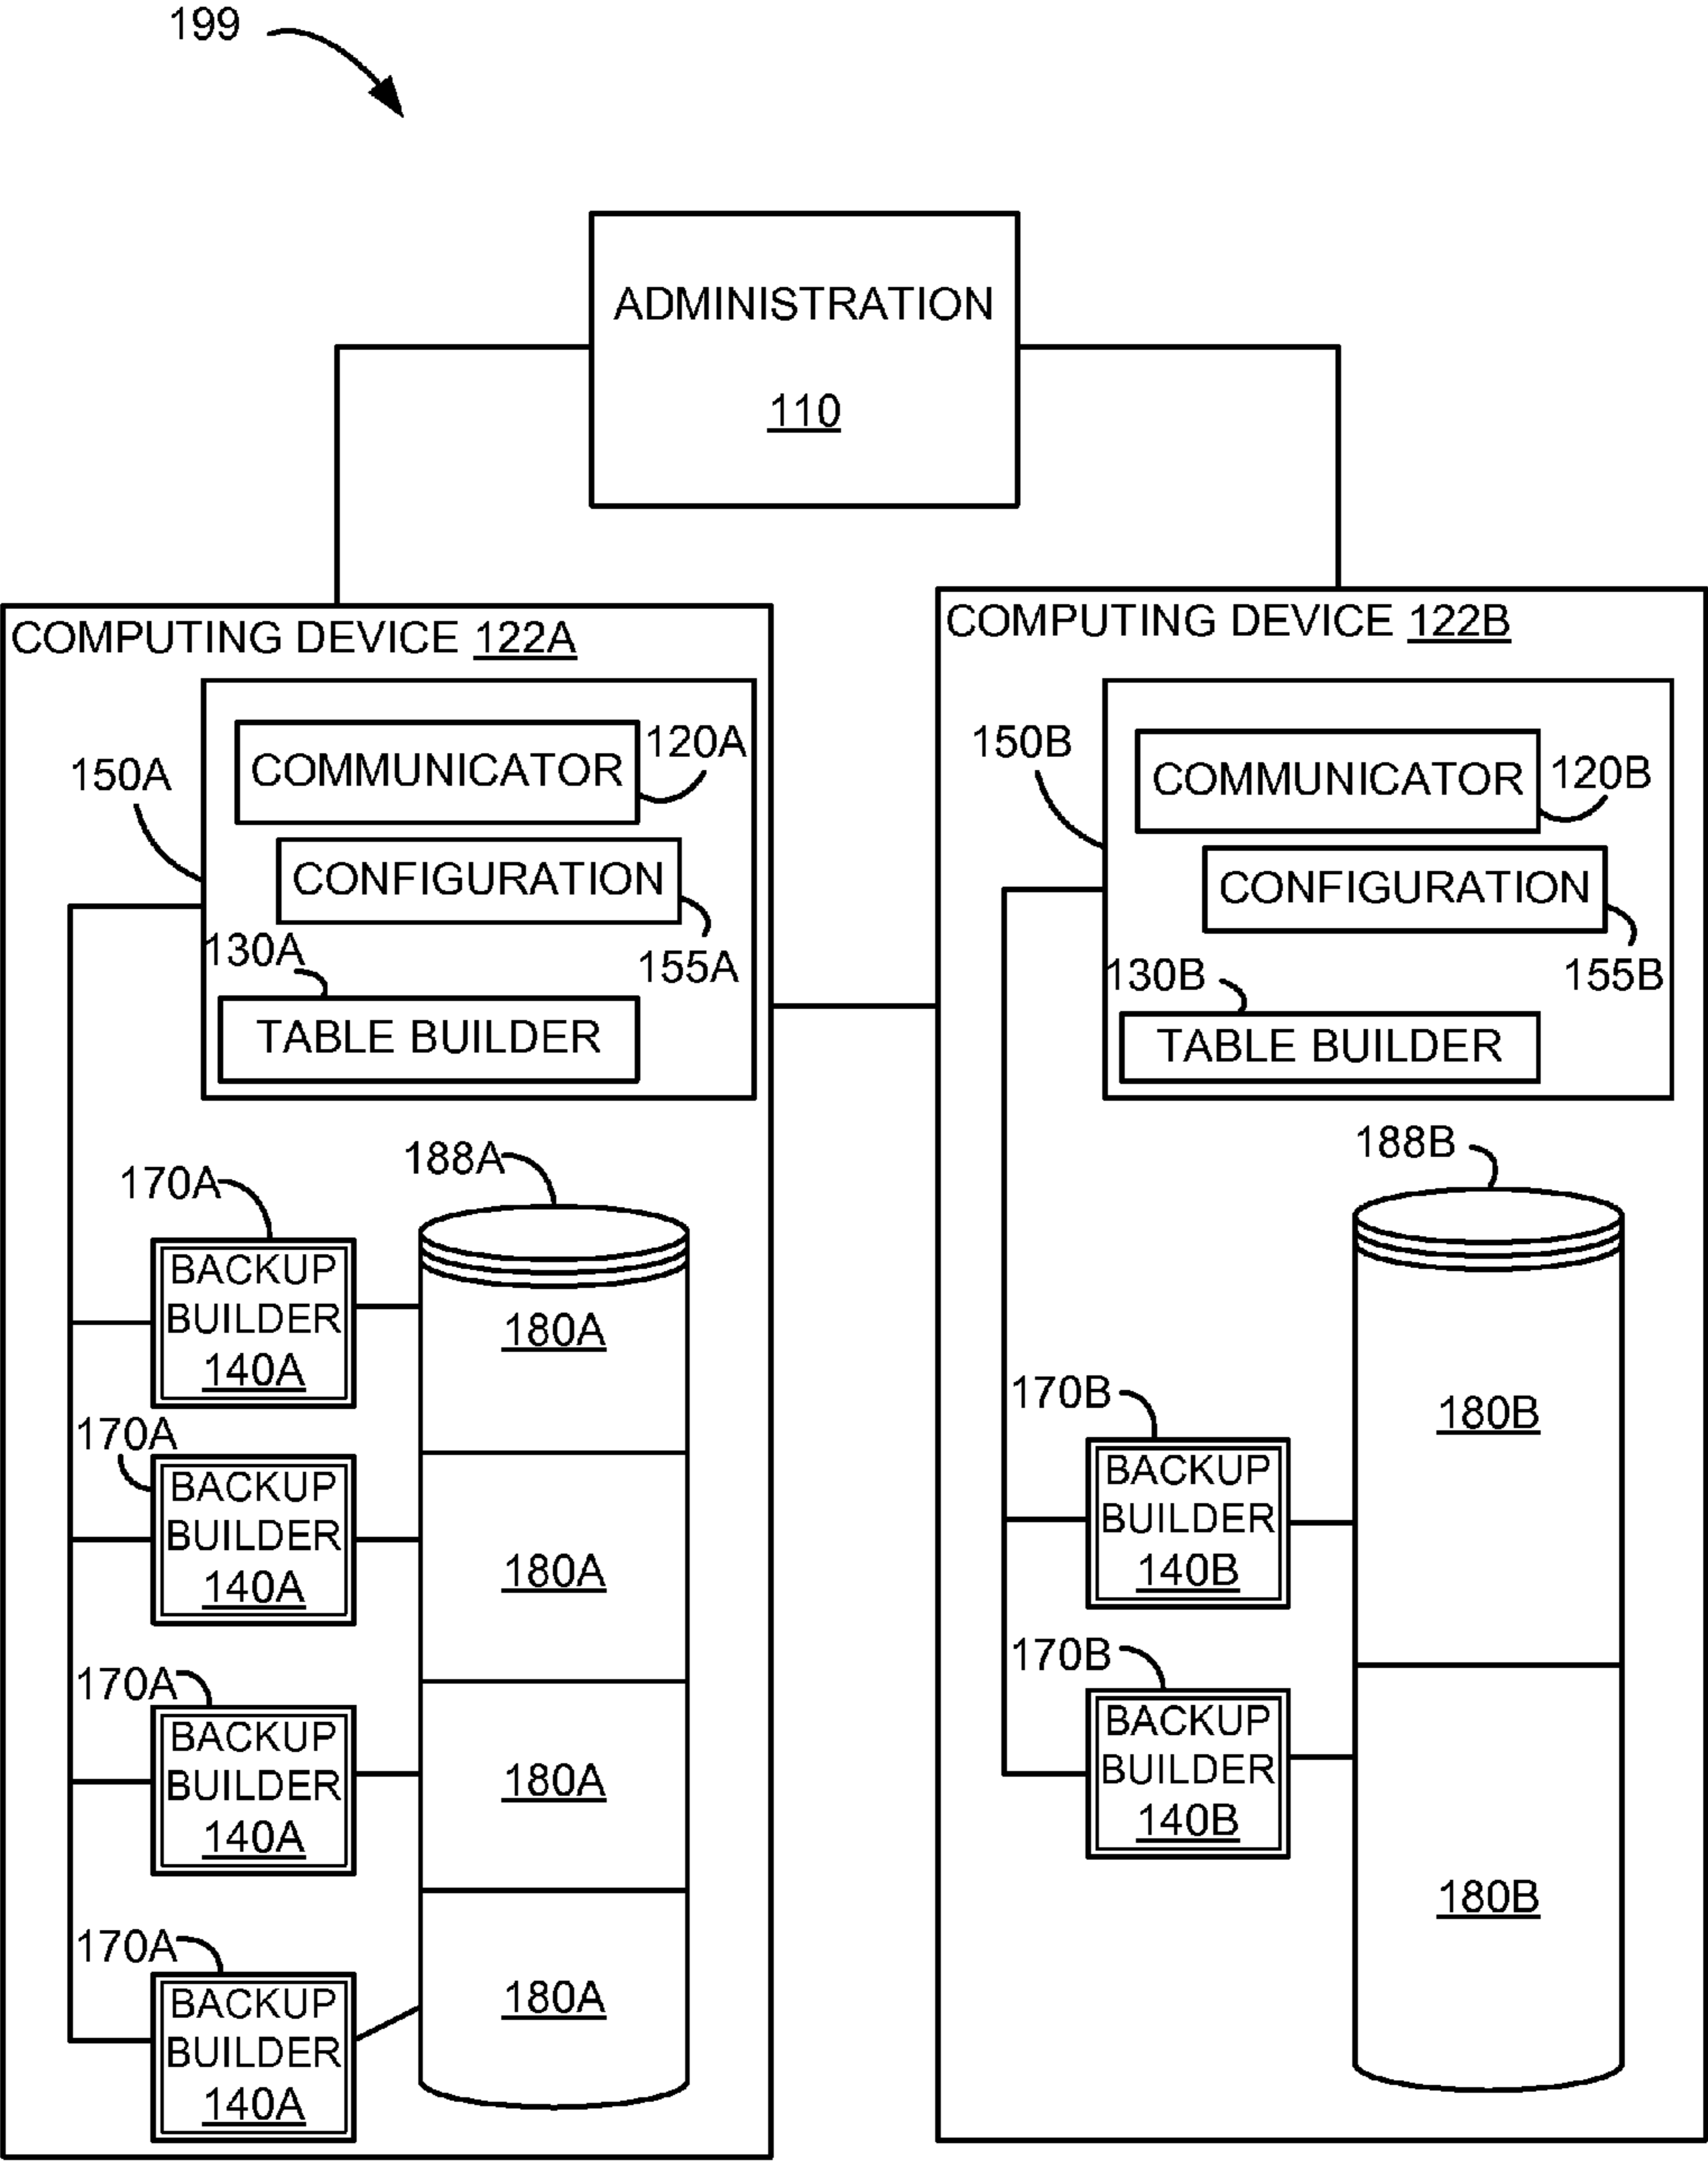 199
ADMINISTRATION
110
COMPUTING DEVICE 122A
150A
COMMUNICATOR
120A
CONFIGURATION
155A
130A
TABLE BUILDER
170A
188A
BACKUP
BUILDER
140A
180A
170A
BACKUP
BUILDER
140A
180A
170A
BACKUP
BUILDER
140A
180A
170A
BACKUP
BUILDER
140A
180A
COMPUTING DEVICE 122B
150B
COMMUNICATOR
120B
CONFIGURATION
155B
130B
TABLE BUILDER
188B
170B
BACKUP
BUILDER
140B
180B
170B
BACKUP
BUILDER
140B
180B